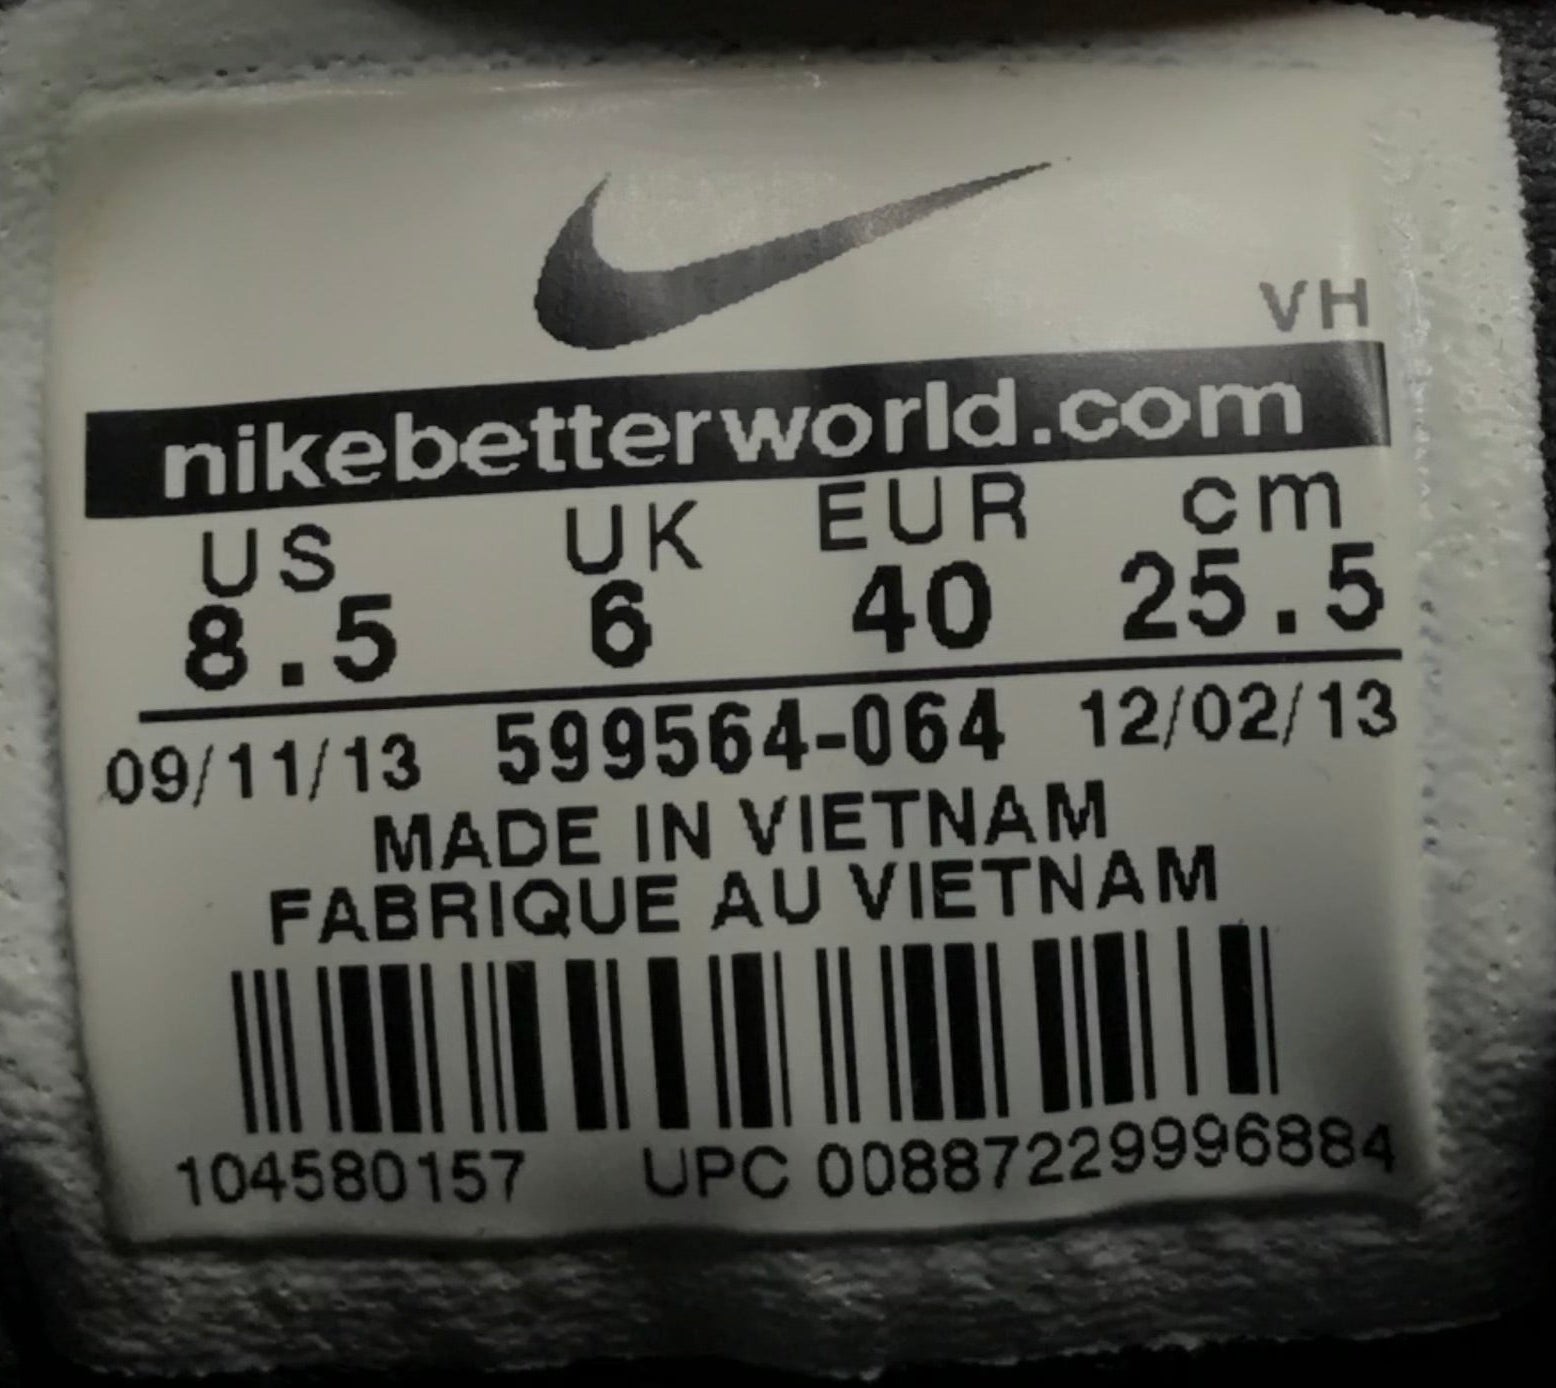 VH
nikebetterworld.com
US UK EUR cm
8.5 6 40 25.5
09/11/13 599564-064 12/02/13
MADE IN VIETNAM
FABRIQUE AU VIETNAM
104580157 UPC 00887229996884